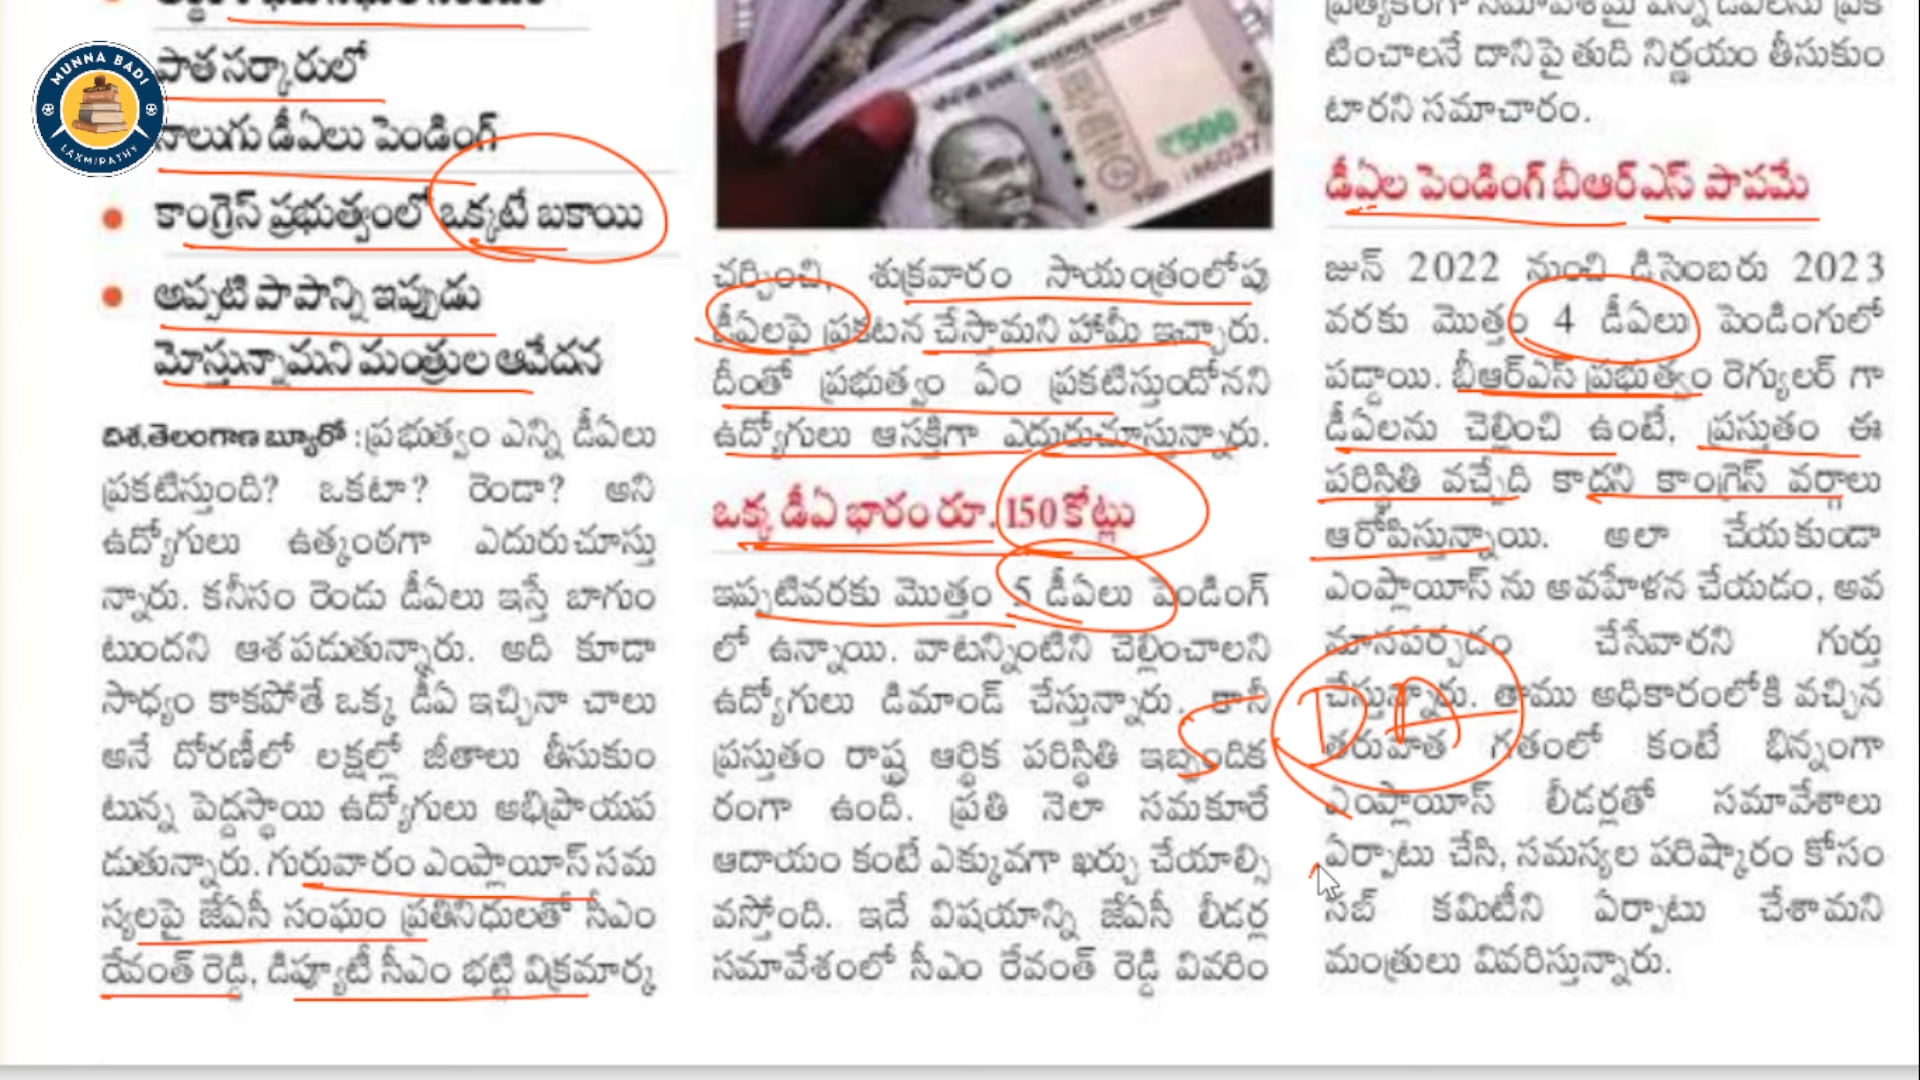 MUNNA BADI
LAXMIPATHY
పాత సర్కారులో
నాలుగు డీఏలు పెండింగ్
కాంగ్రెస్ ప్రభుత్వంలో ఒక్కటే బకాయి
అప్పటి పాపాన్ని ఇప్పుడు
మోస్తున్నామని మంత్రుల ఆవేదన
దిశ,తెలంగాణ బ్యూరో : ప్రభుత్వం ఎన్ని డీఏలు
ప్రకటిస్తుంది? ఒకటా? రెండా? అని
ఉద్యోగులు ఉత్కంఠగా ఎదురుచూస్తు
న్నారు. కనీసం రెండు డీఏలు ఇస్తే బాగుం
టుందని ఆశపడుతున్నారు. అది కూడా
సాధ్యం కాకపోతే ఒక్క డీఏ ఇచ్చినా చాలు
అనే దోరణిలో లక్షల్లో జీతాలు తీసుకుం
టున్న పెద్దస్థాయి ఉద్యోగులు అభిప్రాయప
డుతున్నారు. గురువారం ఎంప్లాయీస్ సమ
స్యలపై జేఏసీ సంఘం ప్రతినిధులతో సీఎం
రేవంత్ రెడ్డి, డిప్యూటీ సీఎం భట్టి విక్రమార్క
₹500
చర్చించి, శుక్రవారం సాయంత్రంలోపు
డీఏలపై ప్రకటన చేస్తామని హామీ ఇచ్చారు.
దీంతో ప్రభుత్వం ఏం ప్రకటిస్తుందోనని
ఉద్యోగులు ఆసక్తిగా ఎదురుచూస్తున్నారు.
ఒక్క డీఏ భారం రూ. 150 కోట్లు
ఇప్పటివరకు మొత్తం 5 డీఏలు పెండింగ్
లో ఉన్నాయి. వాటన్నింటిని చెల్లించాలని
ఉద్యోగులు డిమాండ్ చేస్తున్నారు. కానీ
ప్రస్తుతం రాష్ట్ర ఆర్థిక పరిస్థితి ఇబ్బందిక
రంగా ఉంది. ప్రతి నెలా సమకూరే
ఆదాయం కంటే ఎక్కువగా ఖర్చు చేయాల్సి
వస్తోంది. ఇదే విషయాన్ని జేఏసీ లీడర్ల
సమావేశంలో సీఎం రేవంత్ రెడ్డి వివరిం
టించాలనే దానిపై తుది నిర్ణయం తీసుకుం
టారని సమాచారం.
డీఏల పెండింగ్ బీఆర్ఎస్ పాపమే
జూన్ 2022 నుంచి డిసెంబరు 2023
వరకు మొత్తం 4 డీఏలు పెండింగులో
పడ్డాయి. బీఆర్ఎస్ ప్రభుత్వం రెగ్యులర్ గా
డీఏలను చెల్లించి ఉంటే, ప్రస్తుతం ఈ
పరిస్థితి వచ్చేది కాదని కాంగ్రెస్ వర్గాలు
ఆరోపిస్తున్నాయి. అలా చేయకుండా
ఎంప్లాయీస్ ను అవహేళన చేయడం, అవ
మానపర్చడం చేసేవారని గుర్తు
చేస్తున్నారు. తాము అధికారంలోకి వచ్చిన
తరువాత గతంలో కంటే భిన్నంగా
ఎంప్లాయీస్ లీడర్లతో సమావేశాలు
ఏర్పాటు చేసి, సమస్యల పరిష్కారం కోసం
సబ్ కమిటీని ఏర్పాటు చేశామని
మంత్రులు వివరిస్తున్నారు.
5 DA